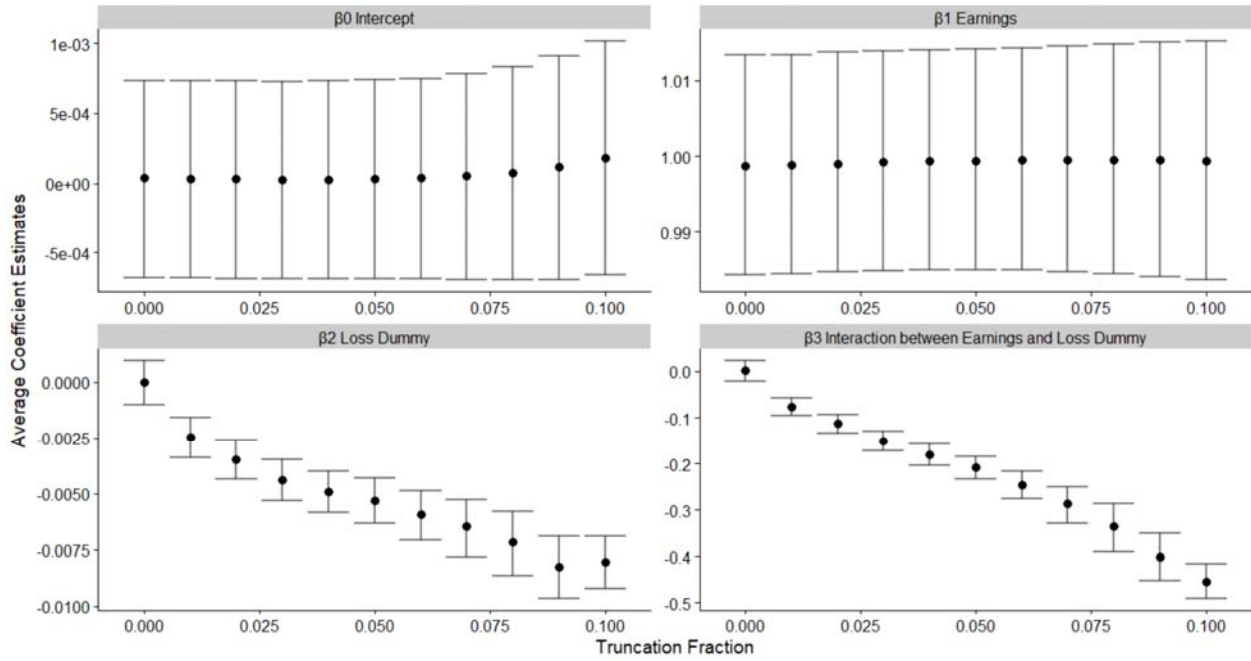 β0 Intercept
β1 Earnings
1e-03
5e-04
0e+00
-5e-04
1.01
1.00
0.99
0.000 0.025 0.050 0.075 0.100
0.000 0.025 0.050 0.075 0.100
β2 Loss Dummy
β3 Interaction between Earnings and Loss Dummy
Average Coefficient Estimates
0.0000
-0.0025
-0.0050
-0.0075
-0.0100
0.0
-0.1
-0.2
-0.3
-0.4
-0.5
0.000 0.025 0.050 0.075 0.100
0.000 0.025 0.050 0.075 0.100
Truncation Fraction